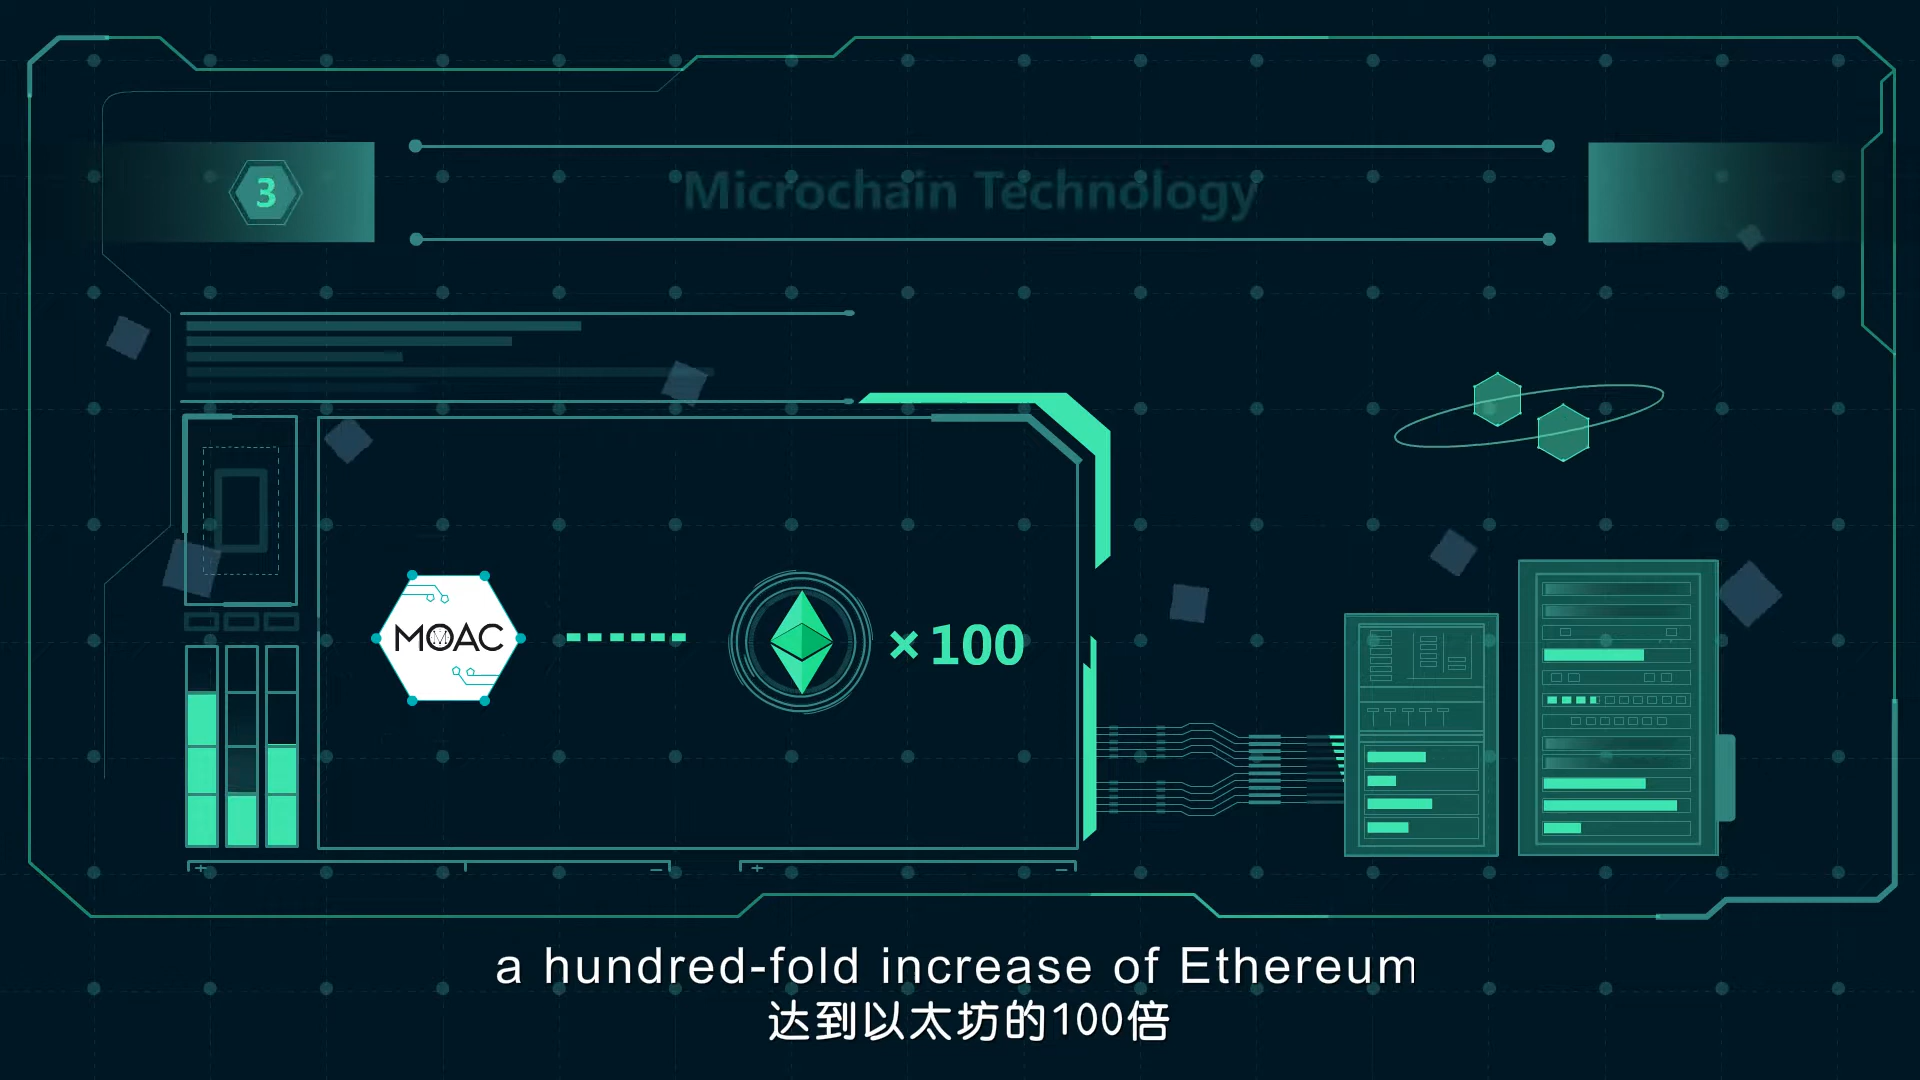 3
Microchain Technology
MOAC
×100
a hundred-fold increase of Ethereum
达到以太坊的100倍